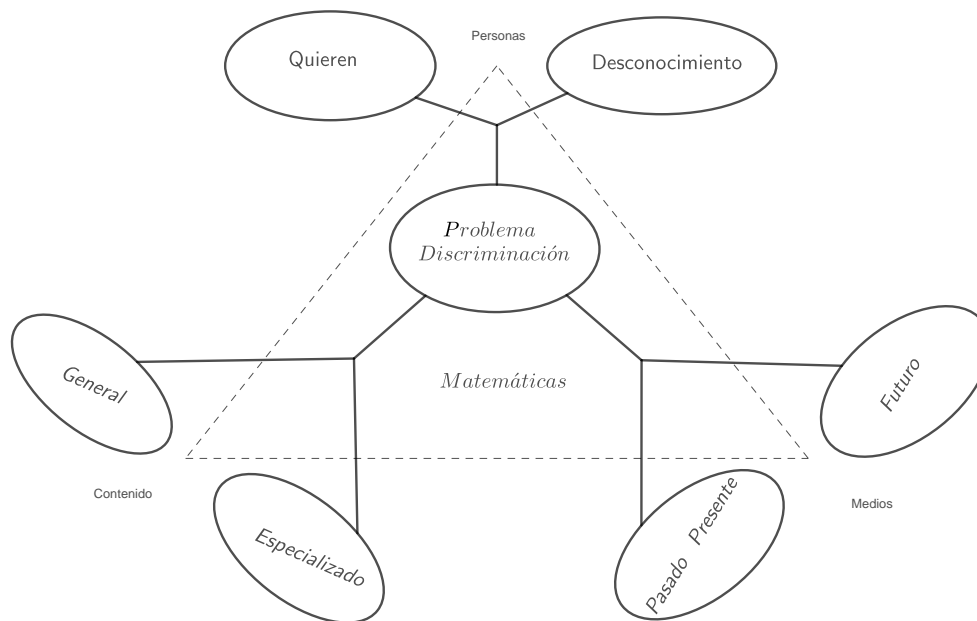 Personas
Quieren
Desconocimiento
Problema
Discriminación
General
Matemáticas
Futuro
Contenido
Medios
Especializado
Pasado Presente